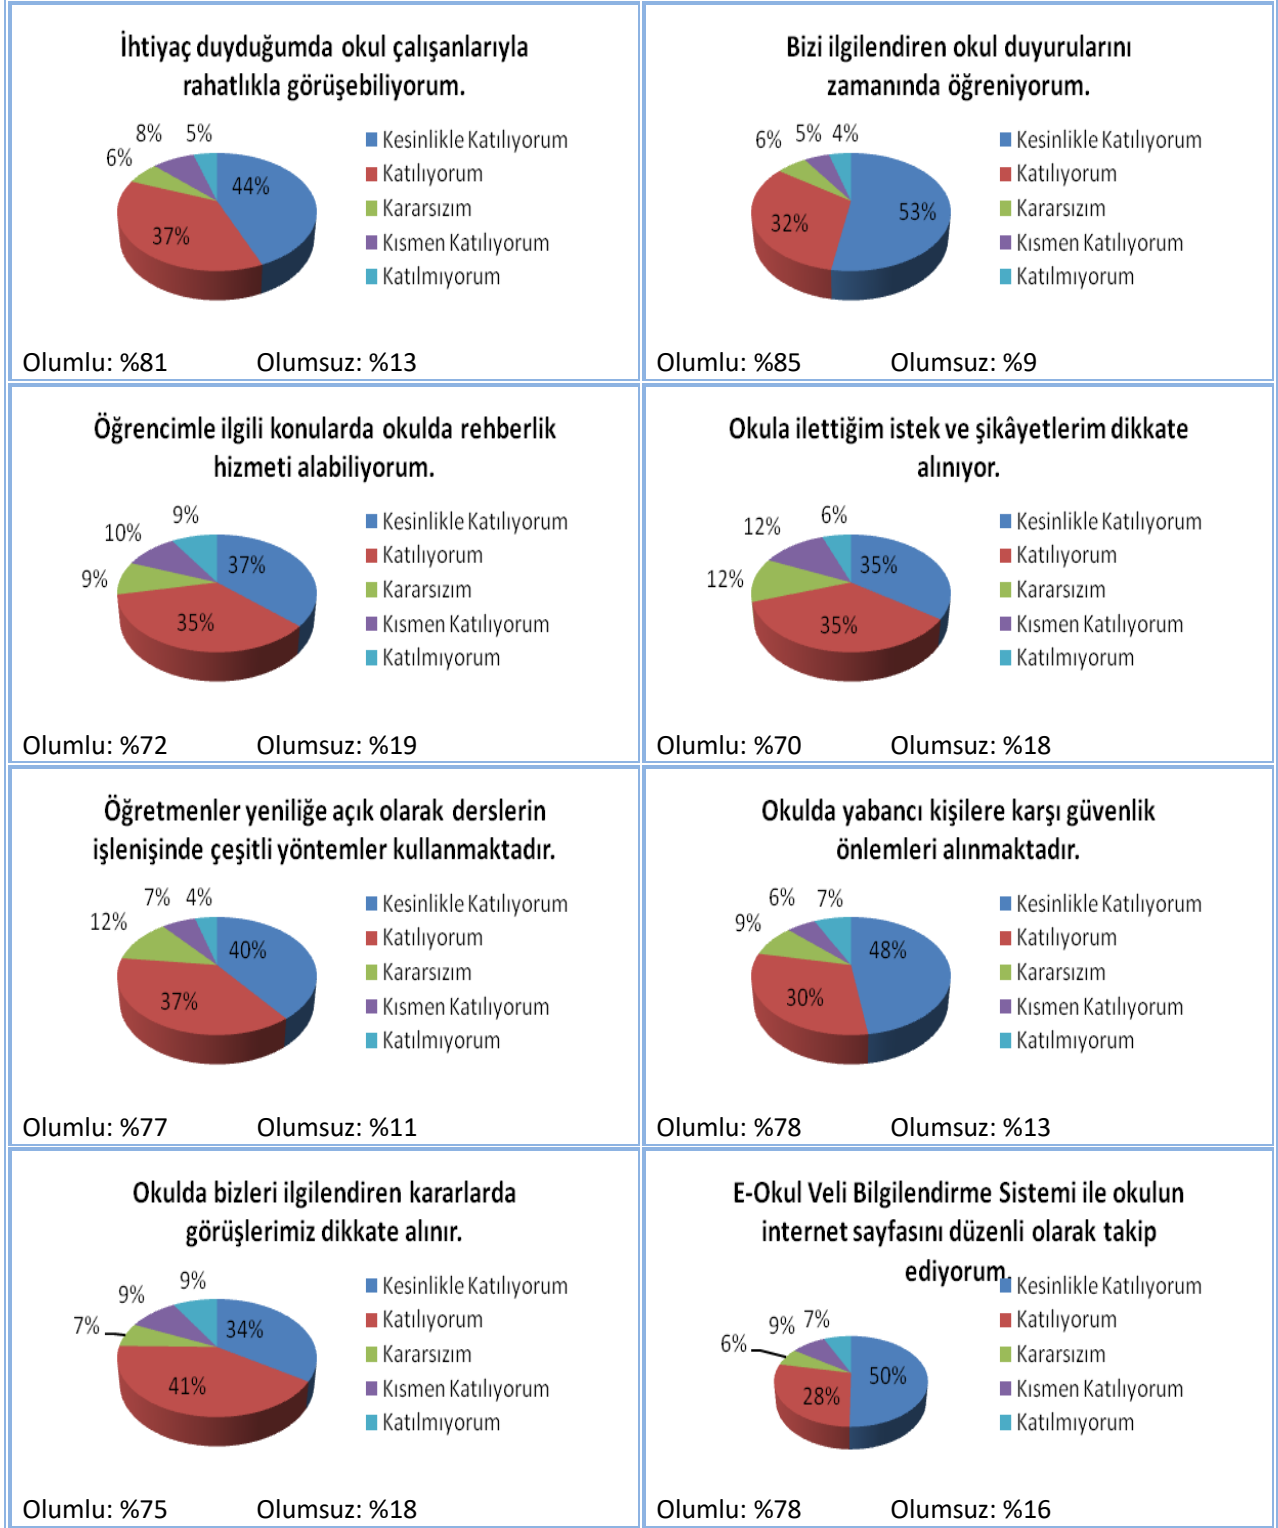 İhtiyaç duyduğumda okul çalışanlarıyla
rahatlıkla görüşebiliyorum.
8%
5%
6%
44%
37%
Kesinlikle Katılıyorum
Katılıyorum
Kararsızım
Kısmen Katılıyorum
Katılmıyorum
Olumlu: %81 Olumsuz: %13
Bizi ilgilendiren okul duyurularını
zamanında öğreniyorum.
6%
5%
4%
53%
32%
Kesinlikle Katılıyorum
Katılıyorum
Kararsızım
Kısmen Katılıyorum
Katılmıyorum
Olumlu: %85 Olumsuz: %9
Öğrencimle ilgili konularda okulda rehberlik
hizmeti alabiliyorum.
10%
9%
9%
37%
35%
Kesinlikle Katılıyorum
Katılıyorum
Kararsızım
Kısmen Katılıyorum
Katılmıyorum
Olumlu: %72 Olumsuz: %19
Okula ilettiğim istek ve şikâyetlerim dikkate
alınıyor.
12%
6%
12%
35%
35%
Kesinlikle Katılıyorum
Katılıyorum
Kararsızım
Kısmen Katılıyorum
Katılmıyorum
Olumlu: %70 Olumsuz: %18
Öğretmenler yeniliğe açık olarak derslerin
işlenişinde çeşitli yöntemler kullanmaktadır.
12%
7%
4%
40%
37%
Kesinlikle Katılıyorum
Katılıyorum
Kararsızım
Kısmen Katılıyorum
Katılmıyorum
Olumlu: %77 Olumsuz: %11
Okulda yabancı kişilere karşı güvenlik
önlemleri alınmaktadır.
9%
6%
7%
48%
30%
Kesinlikle Katılıyorum
Katılıyorum
Kararsızım
Kısmen Katılıyorum
Katılmıyorum
Olumlu: %78 Olumsuz: %13
Okulda bizleri ilgilendiren kararlarda
görüşlerimiz dikkate alınır.
9%
9%
7%
34%
41%
Kesinlikle Katılıyorum
Katılıyorum
Kararsızım
Kısmen Katılıyorum
Katılmıyorum
Olumlu: %75 Olumsuz: %18
E-Okul Veli Bilgilendirme Sistemi ile okulun
internet sayfasını düzenli olarak takip
ediyorum.
6%
9%
7%
50%
28%
Kesinlikle Katılıyorum
Katılıyorum
Kararsızım
Kısmen Katılıyorum
Katılmıyorum
Olumlu: %78 Olumsuz: %16